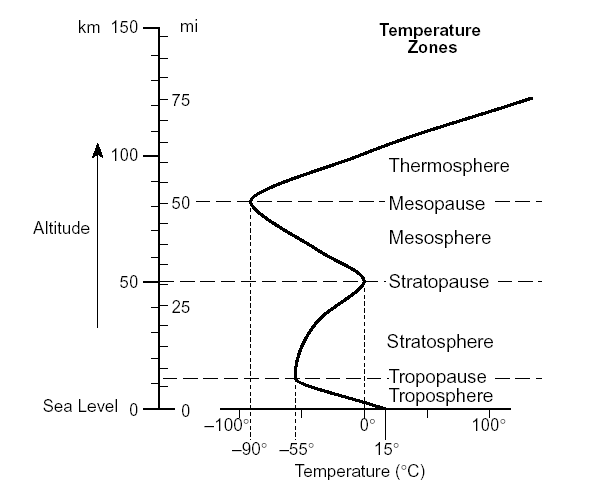 km 150 mi
Temperature
Zones
75
100
Thermosphere
50 Mesopause
Altitude
Mesosphere
50 Stratopause
25
Stratosphere
Tropopause
Troposphere
Sea Level 0 0
–100° 0° 100°
–90° –55° 15°
Temperature (°C)